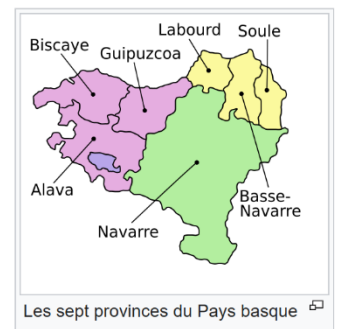 Labourd Soule
Biscaye
Guipuzcoa
Alava
Basse-
Navarre
Navarre
Les sept provinces du Pays basque